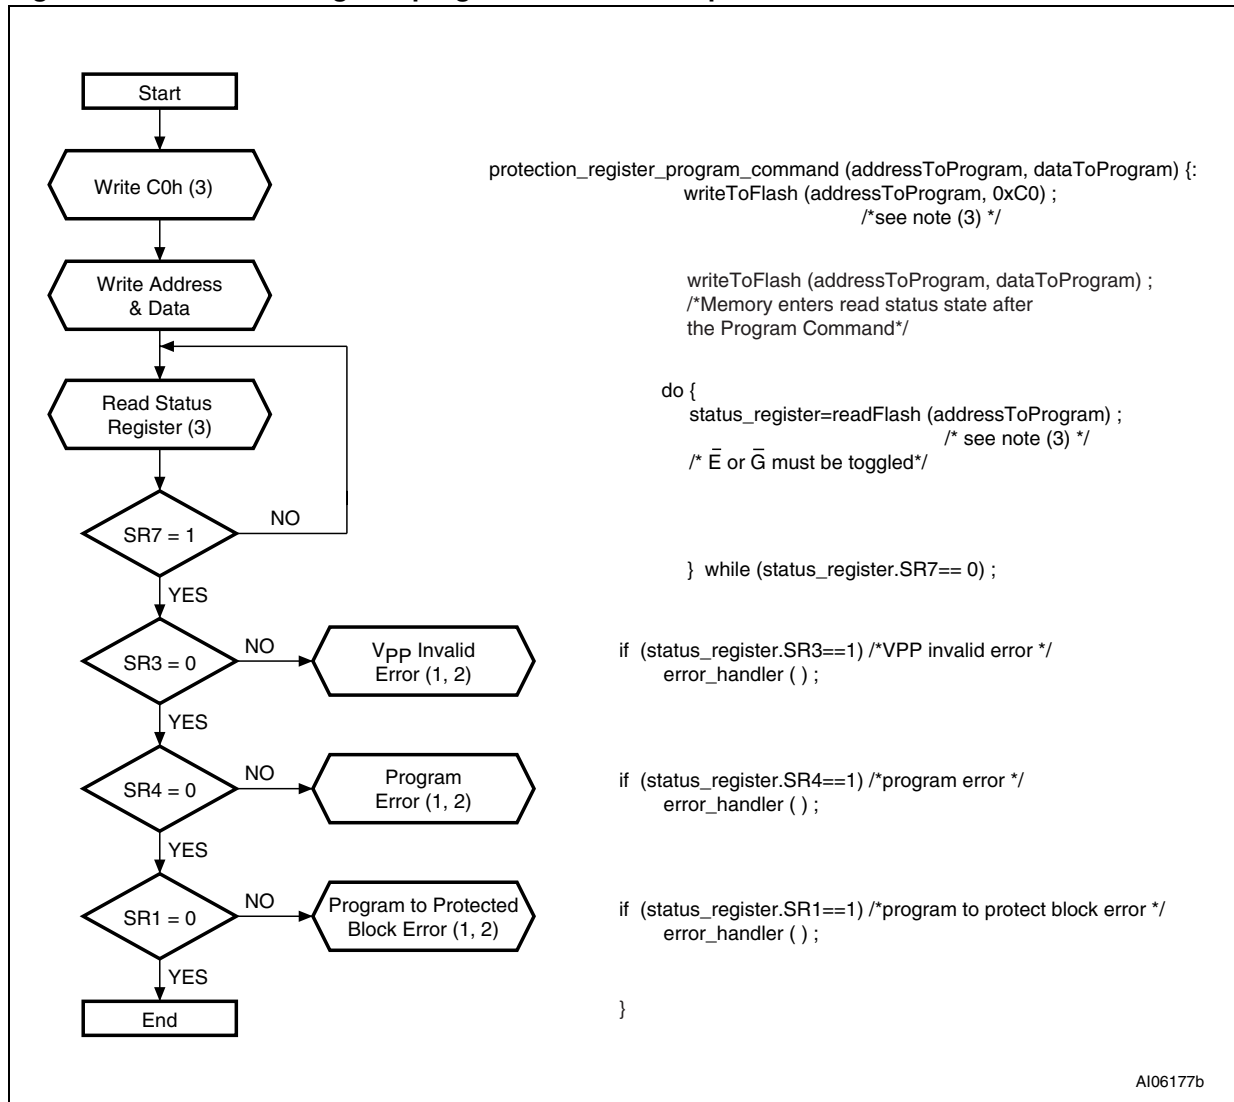 Start
Write C0h (3)
Write Address
& Data
Read Status
Register (3)
SR7 = 1
NO
YES
SR3 = 0
NO
VPP Invalid
Error (1, 2)
YES
SR4 = 0
NO
Program
Error (1, 2)
YES
SR1 = 0
NO
Program to Protected
Block Error (1, 2)
YES
End
protection_register_program_command (addressToProgram, dataToProgram) {:
writeToFlash (addressToProgram, 0xC0) ;
/*see note (3) */
writeToFlash (addressToProgram, dataToProgram) ;
/*Memory enters read status state after
the Program Command*/
do {
status_register=readFlash (addressToProgram) ;
/* see note (3) */
/* E̅ or G̅ must be toggled*/
} while (status_register.SR7== 0) ;
if (status_register.SR3==1) /*VPP invalid error */
error_handler ( ) ;
if (status_register.SR4==1) /*program error */
error_handler ( ) ;
if (status_register.SR1==1) /*program to protect block error */
error_handler ( ) ;
}
AI06177b